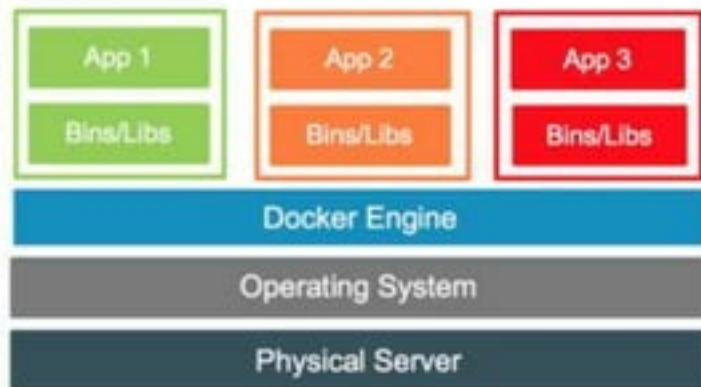 App 1
App 2
App 3
Bins/Libs
Bins/Libs
Bins/Libs
Docker Engine
Operating System
Physical Server